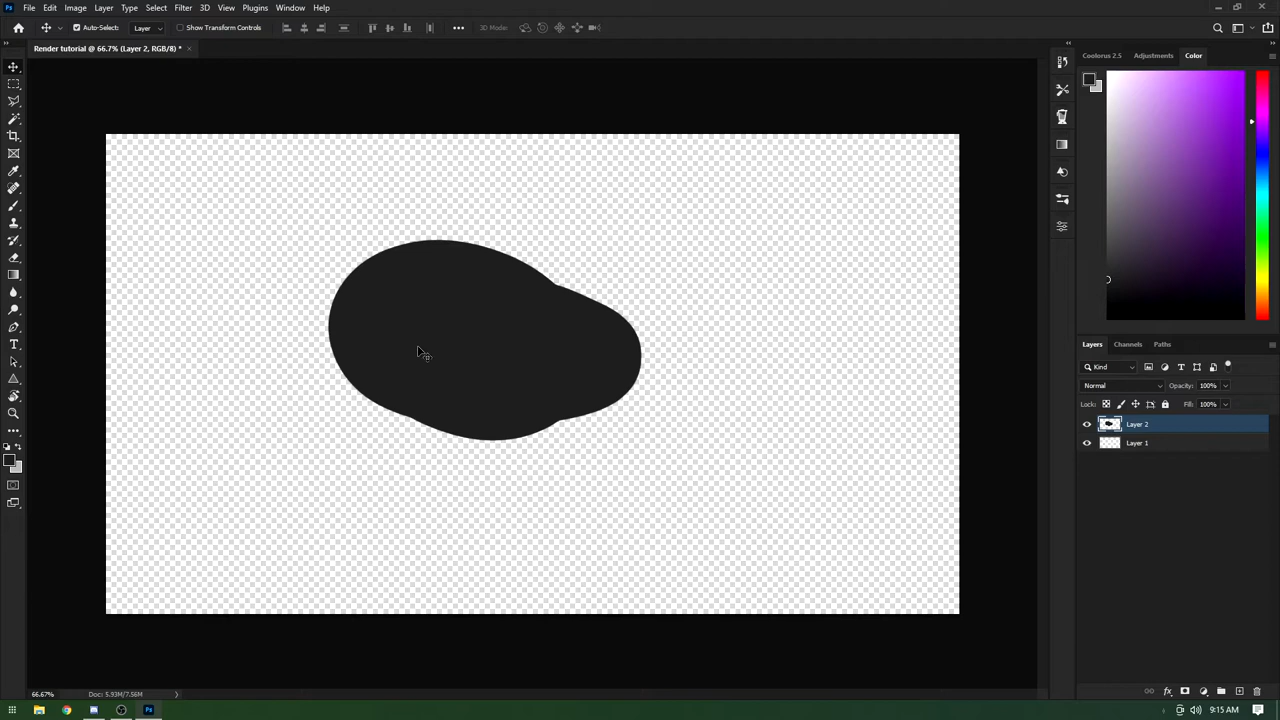 Ps File Edit Image Layer Type Select Filter 3D View Plugins Window Help
Auto-Select: Layer Show Transform Controls 3D Mode:
Render tutorial @ 66.7% (Layer 2, RGB/8) *
Coolorus 2.5 Adjustments Color
Layers Channels Paths
Kind
Normal Opacity: 100%
Lock: Fill: 100%
Layer 2
Layer 1
66.67% Doc: 5.93M/7.56M
fx
Ps 9:15 AM